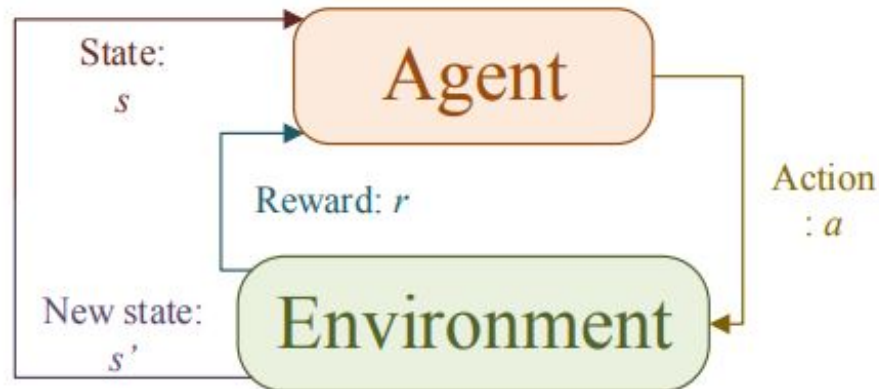 State:
s
Agent
Reward: r
Action
: a
New state:
s’
Environment